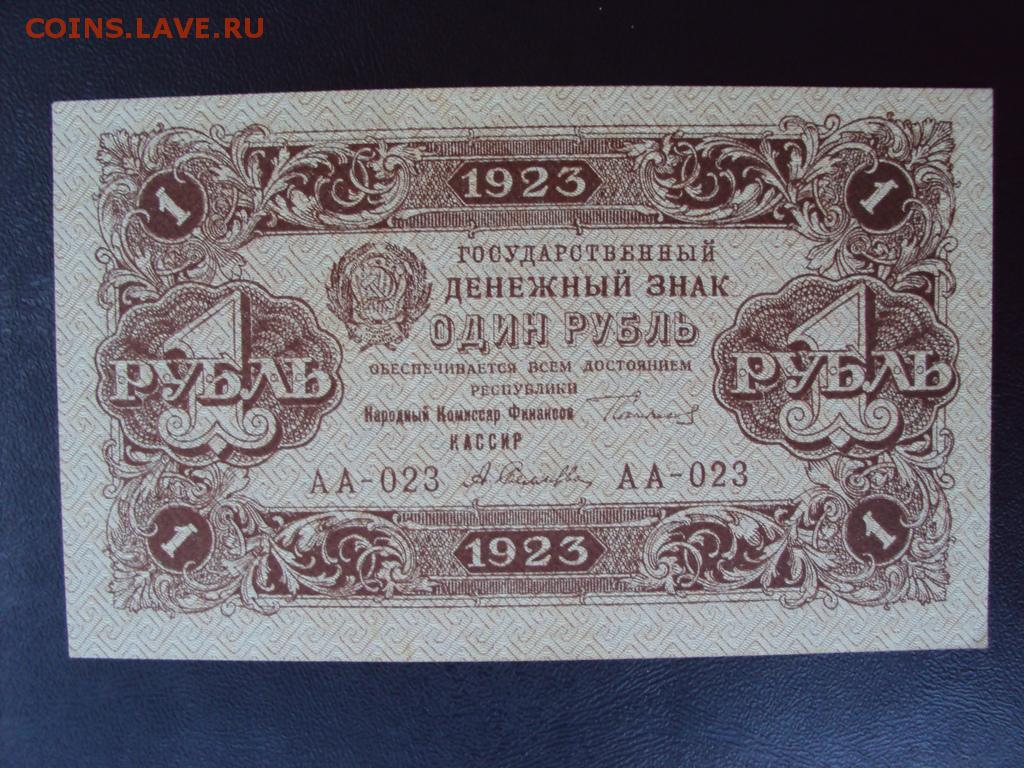 COINS.LAVE.RU
1 1923 1
ГОСУДАРСТВЕННЫЙ
ДЕНЕЖНЫЙ ЗНАК
ОДИН РУБЛЬ
1 РУБЛЬ
1 РУБЛЬ
ОБЕСПЕЧИВАЕТСЯ ВСЕМ ДОСТОЯНИЕМ
РЕСПУБЛИКИ
Народный Комиссар Финансов
КАССИР
АА-023 АА-023
1 1923 1